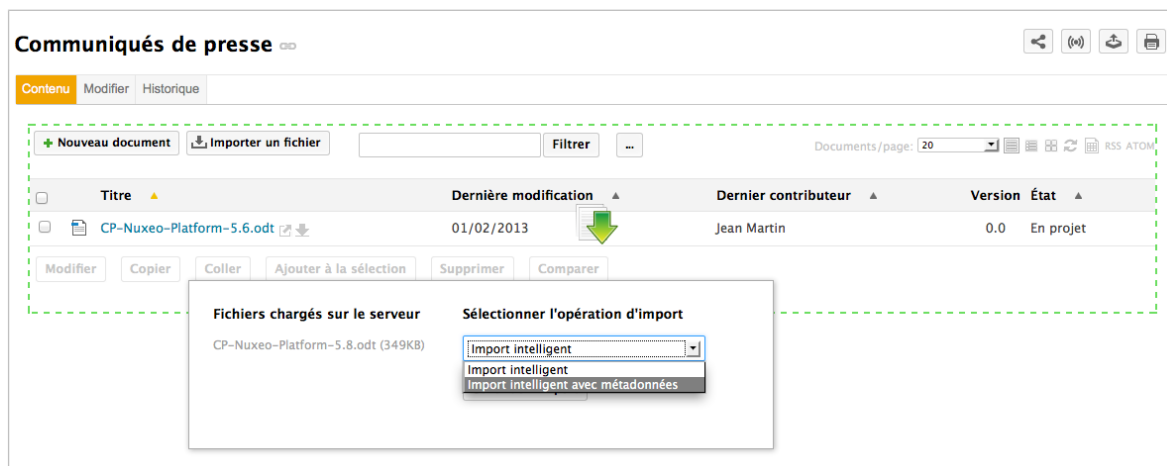 Communiqués de presse
Contenu Modifier Historique
Nouveau document Importer un fichier Filtrer ... Documents/page: 20 RSS ATOM
Titre Dernière modification Dernier contributeur Version État
CP-Nuxeo-Platform-5.6.odt 01/02/2013 Jean Martin 0.0 En projet
Modifier Copier Coller Ajouter à la sélection Supprimer Comparer
Fichiers chargés sur le serveur Sélectionner l'opération d'import
CP-Nuxeo-Platform-5.8.odt (349KB) Import intelligent
Import intelligent
Import intelligent avec métadonnées